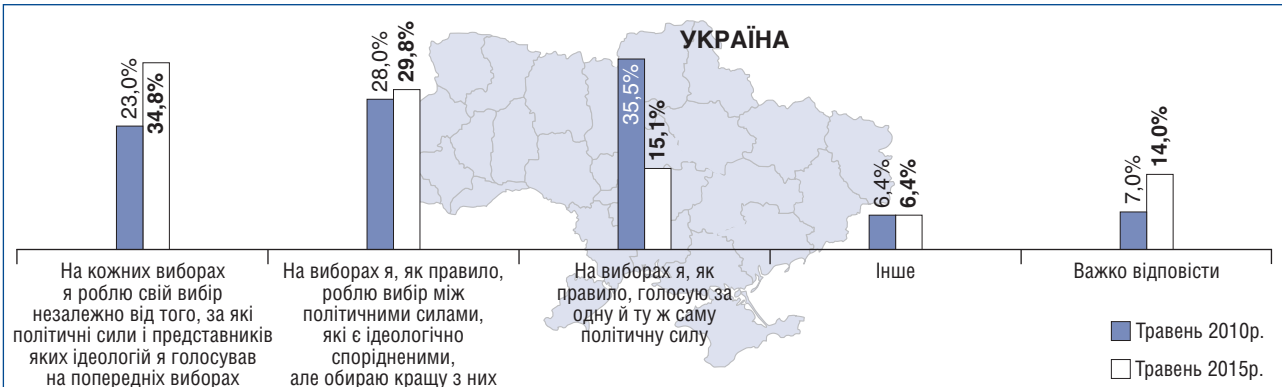 УКРАЇНА
23,0%
34,8%
28,0%
29,8%
35,5%
15,1%
6,4%
6,4%
7,0%
14,0%
На кожних виборах
я роблю свій вибір
незалежно від того, за які
політичні сили і представників
яких ідеологій я голосував
на попередніх виборах
На виборах я, як правило,
роблю вибір між
політичними силами,
які є ідеологічно
спорідненими,
але обираю кращу з них
На виборах я, як
правило, голосую за
одну й ту ж саму
політичну силу
Інше
Важко відповісти
Травень 2010р.
Травень 2015р.